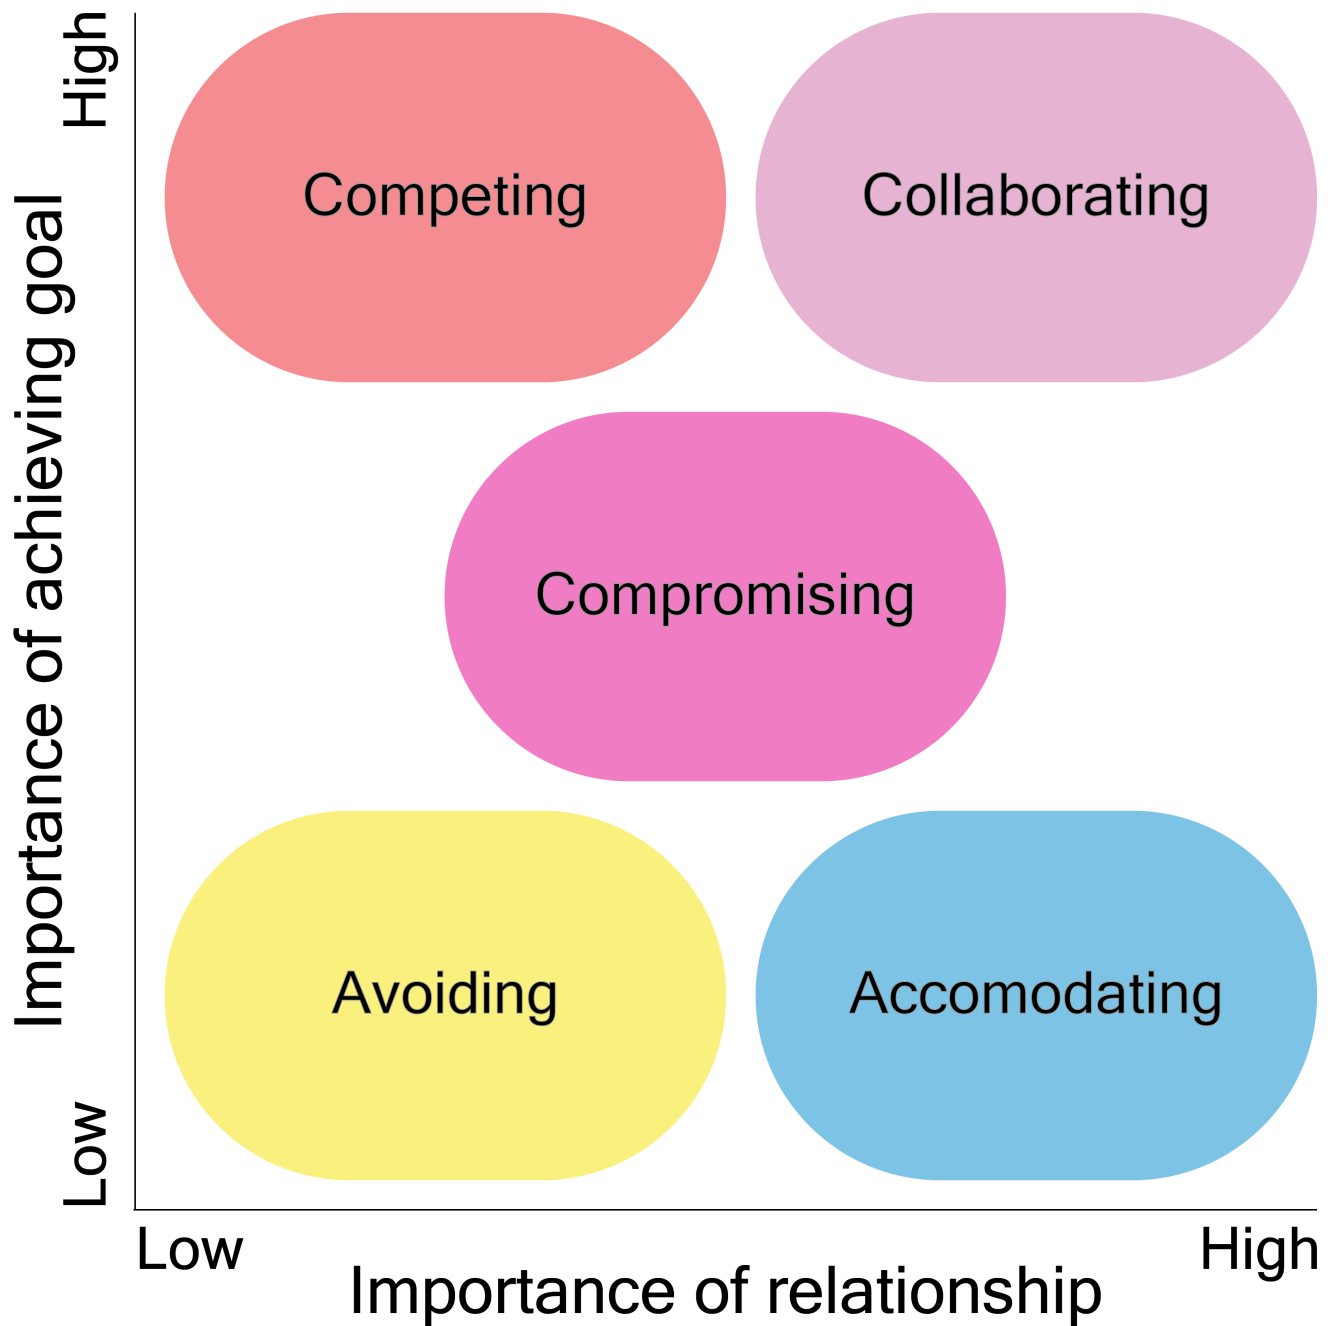 High
Competing
Collaborating
Importance of achieving goal
Compromising
Avoiding
Accomodating
Low
Low
High
Importance of relationship